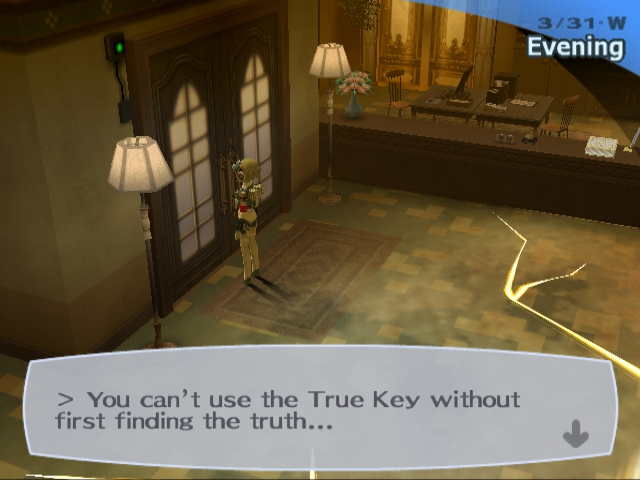 3/31·W
Evening
> You can't use the True Key without
first finding the truth...